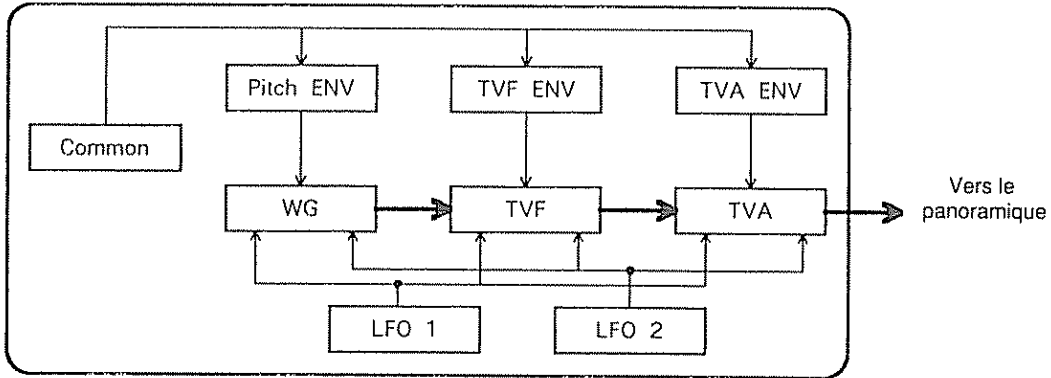 Pitch ENV
TVF ENV
TVA ENV
Common
WG
TVF
TVA
Vers le
panoramique
LFO 1
LFO 2